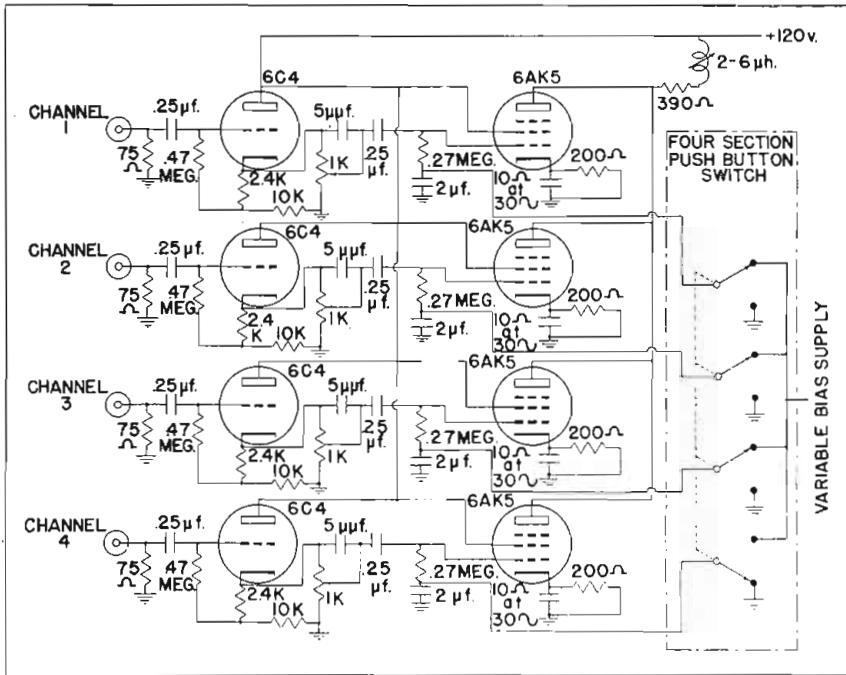 +120v.
6C4
6AK5
2-6μh.
390Ω
CHANNEL
1
.25μf.
5μμf.
.25
μf.
75
Ω
.47
MEG.
2.4K
10K
1K
.27 MEG.
2μf.
10Ω
at
30∿
200Ω
FOUR SECTION
PUSH BUTTON
SWITCH
CHANNEL
2
.25μf.
6C4
5μμf.
.25
μf.
6AK5
75
Ω
.47
MEG.
2.4
K
10K
1K
.27MEG.
2μf.
10Ω
at
30∿
200Ω
CHANNEL
3
.25μf.
6C4
5μμf.
.25
μf.
6AK5
75
Ω
.47
MEG.
2.4K
10K
1K
.27MEG.
2μf.
10Ω
at
30∿
200Ω
CHANNEL
4
.25μf.
6C4
5μμf.
.25
μf.
6AK5
75
Ω
.47
MEG.
2.4K
10K
1K
.27MEG.
2μf.
10Ω
at
30∿
200Ω
VARIABLE BIAS SUPPLY